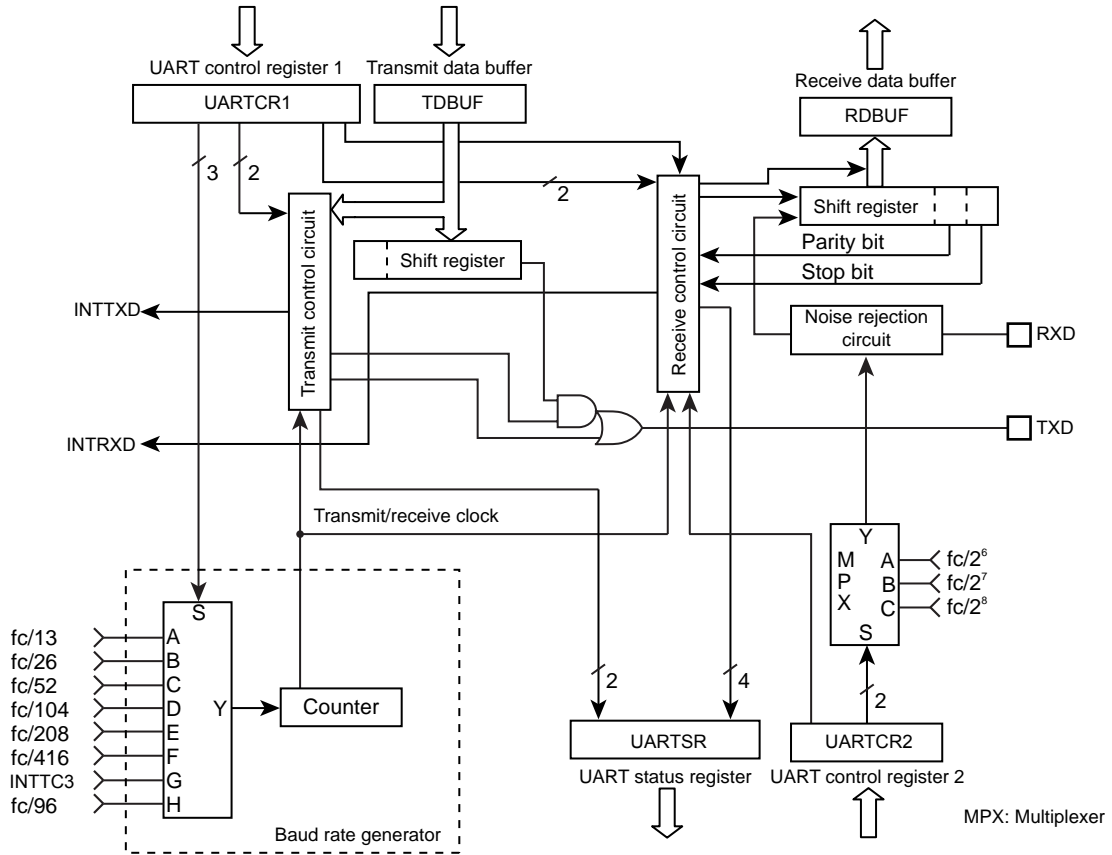 UART control register 1
Transmit data buffer
Receive data buffer
UARTCR1
TDBUF
RDBUF
3
2
2
Shift register
Parity bit
Stop bit
Transmit control circuit
Shift register
Receive control circuit
Noise rejection
circuit
INTTXD
RXD
INTRXD
TXD
Transmit/receive clock
Y
M
P
X
A
B
C
S
fc/2⁶
fc/2⁷
fc/2⁸
S
fc/13
A
fc/26
B
fc/52
C
fc/104
D
Y
Counter
fc/208
E
fc/416
F
INTTC3
G
fc/96
H
Baud rate generator
2
4
2
UARTSR
UARTCR2
UART status register
UART control register 2
MPX: Multiplexer